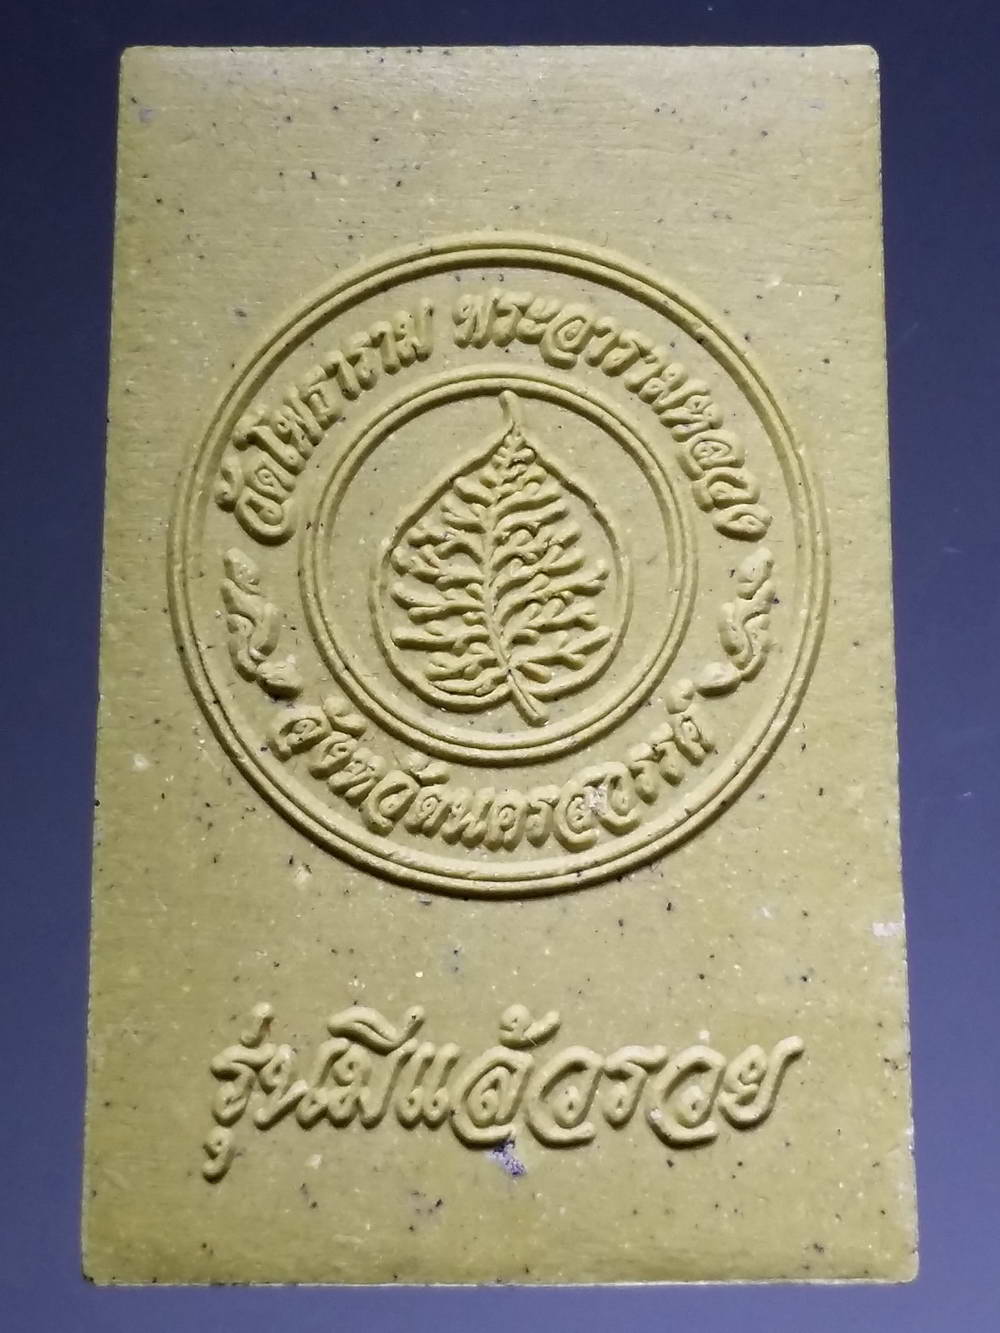 วัดโพธาราม พระอารามหลวง
จังหวัดนครสวรรค์
รุ่นมีแล้วรวย